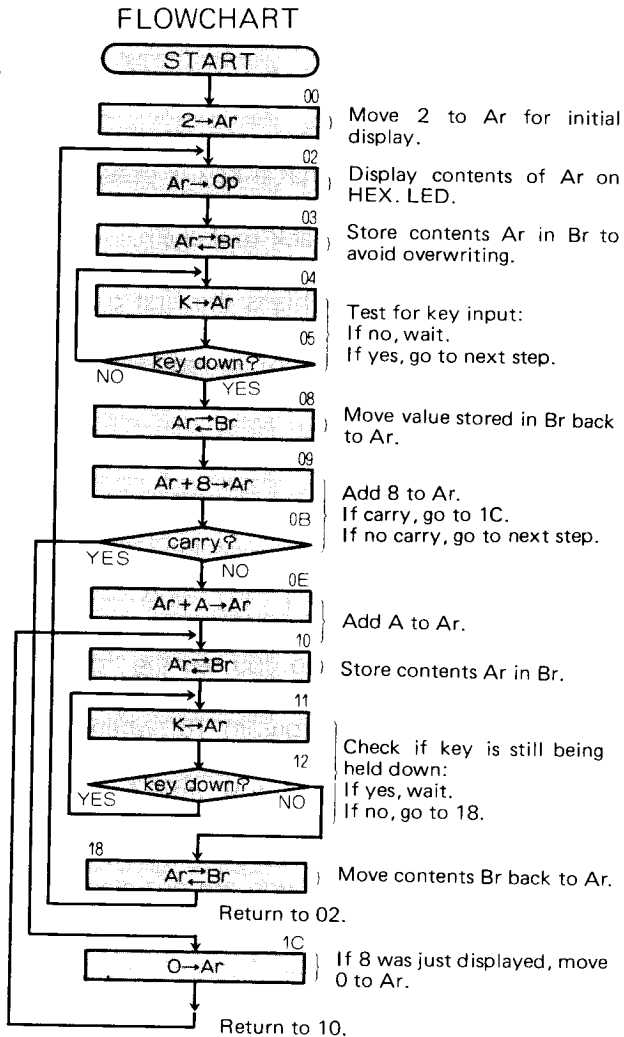 FLOWCHART
START
00
2→Ar
Move 2 to Ar for initial
display.
02
Ar→Op
Display contents of Ar on
HEX. LED.
03
Ar⇄Br
Store contents Ar in Br to
avoid overwriting.
04
K→Ar
Test for key input:
If no, wait.
If yes, go to next step.
05
key down?
NO
YES
08
Ar⇄Br
Move value stored in Br back
to Ar.
09
Ar+8→Ar
Add 8 to Ar.
If carry, go to 1C.
If no carry, go to next step.
0B
carry?
YES
NO
0E
Ar+A→Ar
Add A to Ar.
10
Ar⇄Br
Store contents Ar in Br.
11
K→Ar
Check if key is still being
held down:
If yes, wait.
If no, go to 18.
12
key down?
YES
NO
18
Ar⇄Br
Move contents Br back to Ar.
Return to 02.
1C
0→Ar
If 8 was just displayed, move
0 to Ar.
Return to 10.